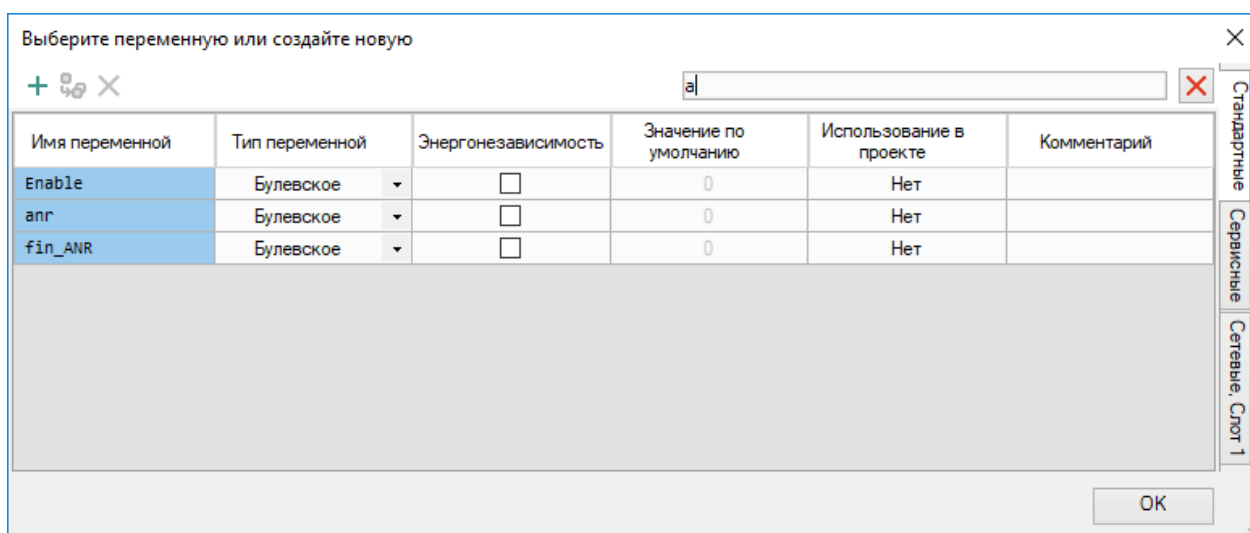 Выберите переменную или создайте новую
a
Имя переменной
Тип переменной
Энергонезависимость
Значение по
умолчанию
Использование в
проекте
Комментарий
Enable
Булевское
0
Нет
anr
Булевское
0
Нет
fin_ANR
Булевское
0
Нет
Стандартные
Сервисные
Сетевые, Слот 1
OK